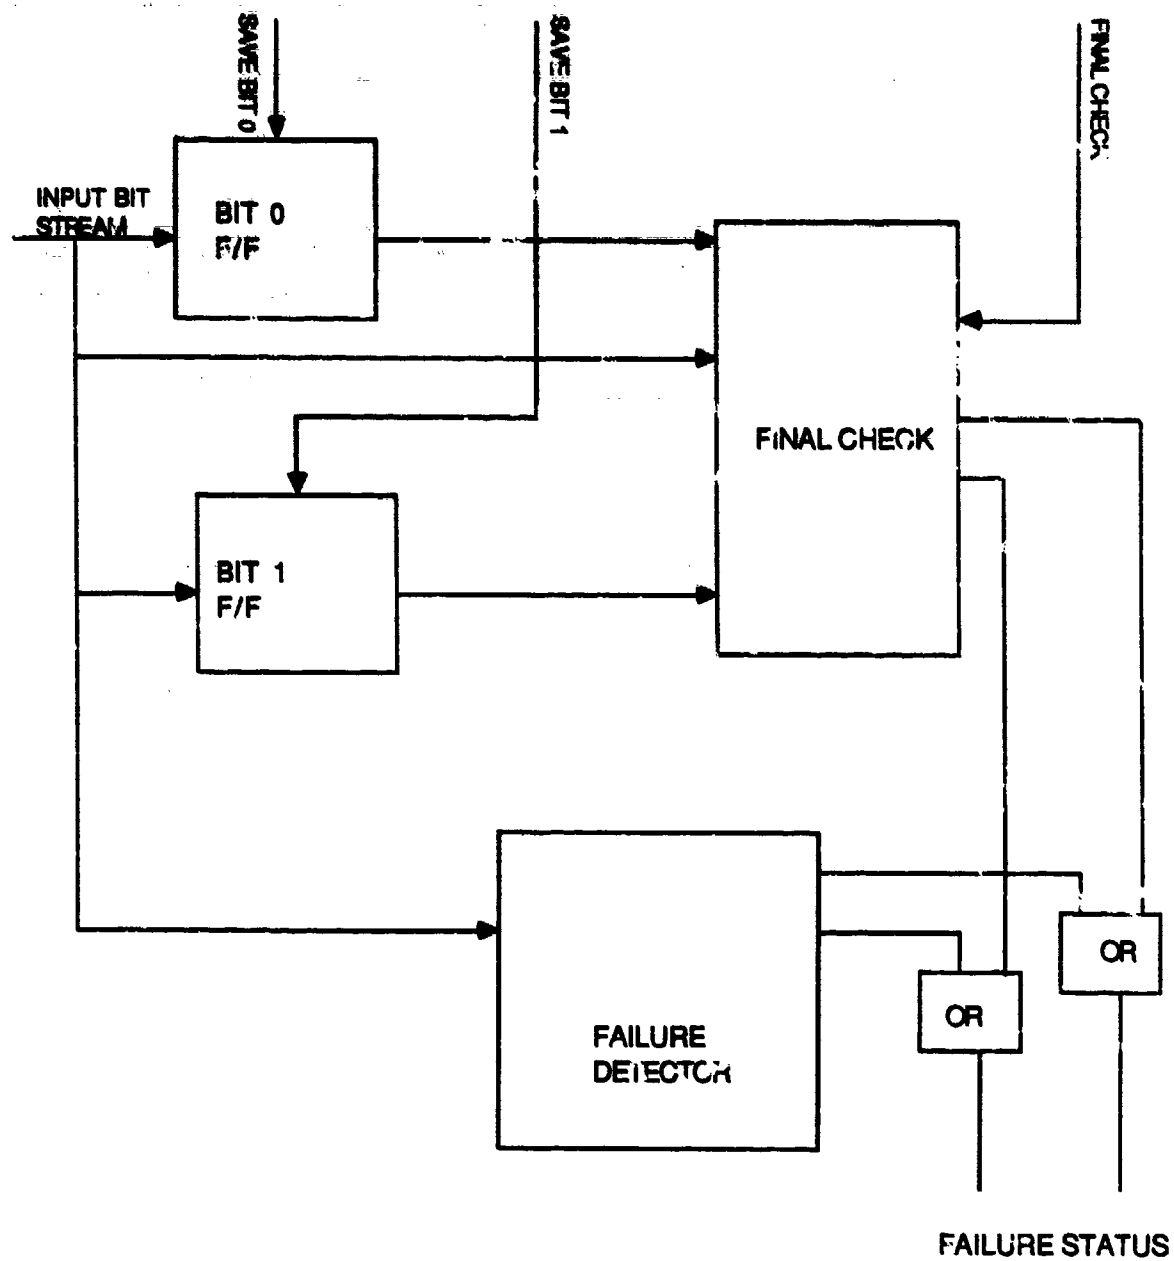 SAVE BIT 0
SAVE BIT 1
FINAL CHECK
INPUT BIT
STREAM
BIT 0
F/F
FINAL CHECK
BIT 1
F/F
OR
OR
FAILURE
DETECTOR
FAILURE STATUS